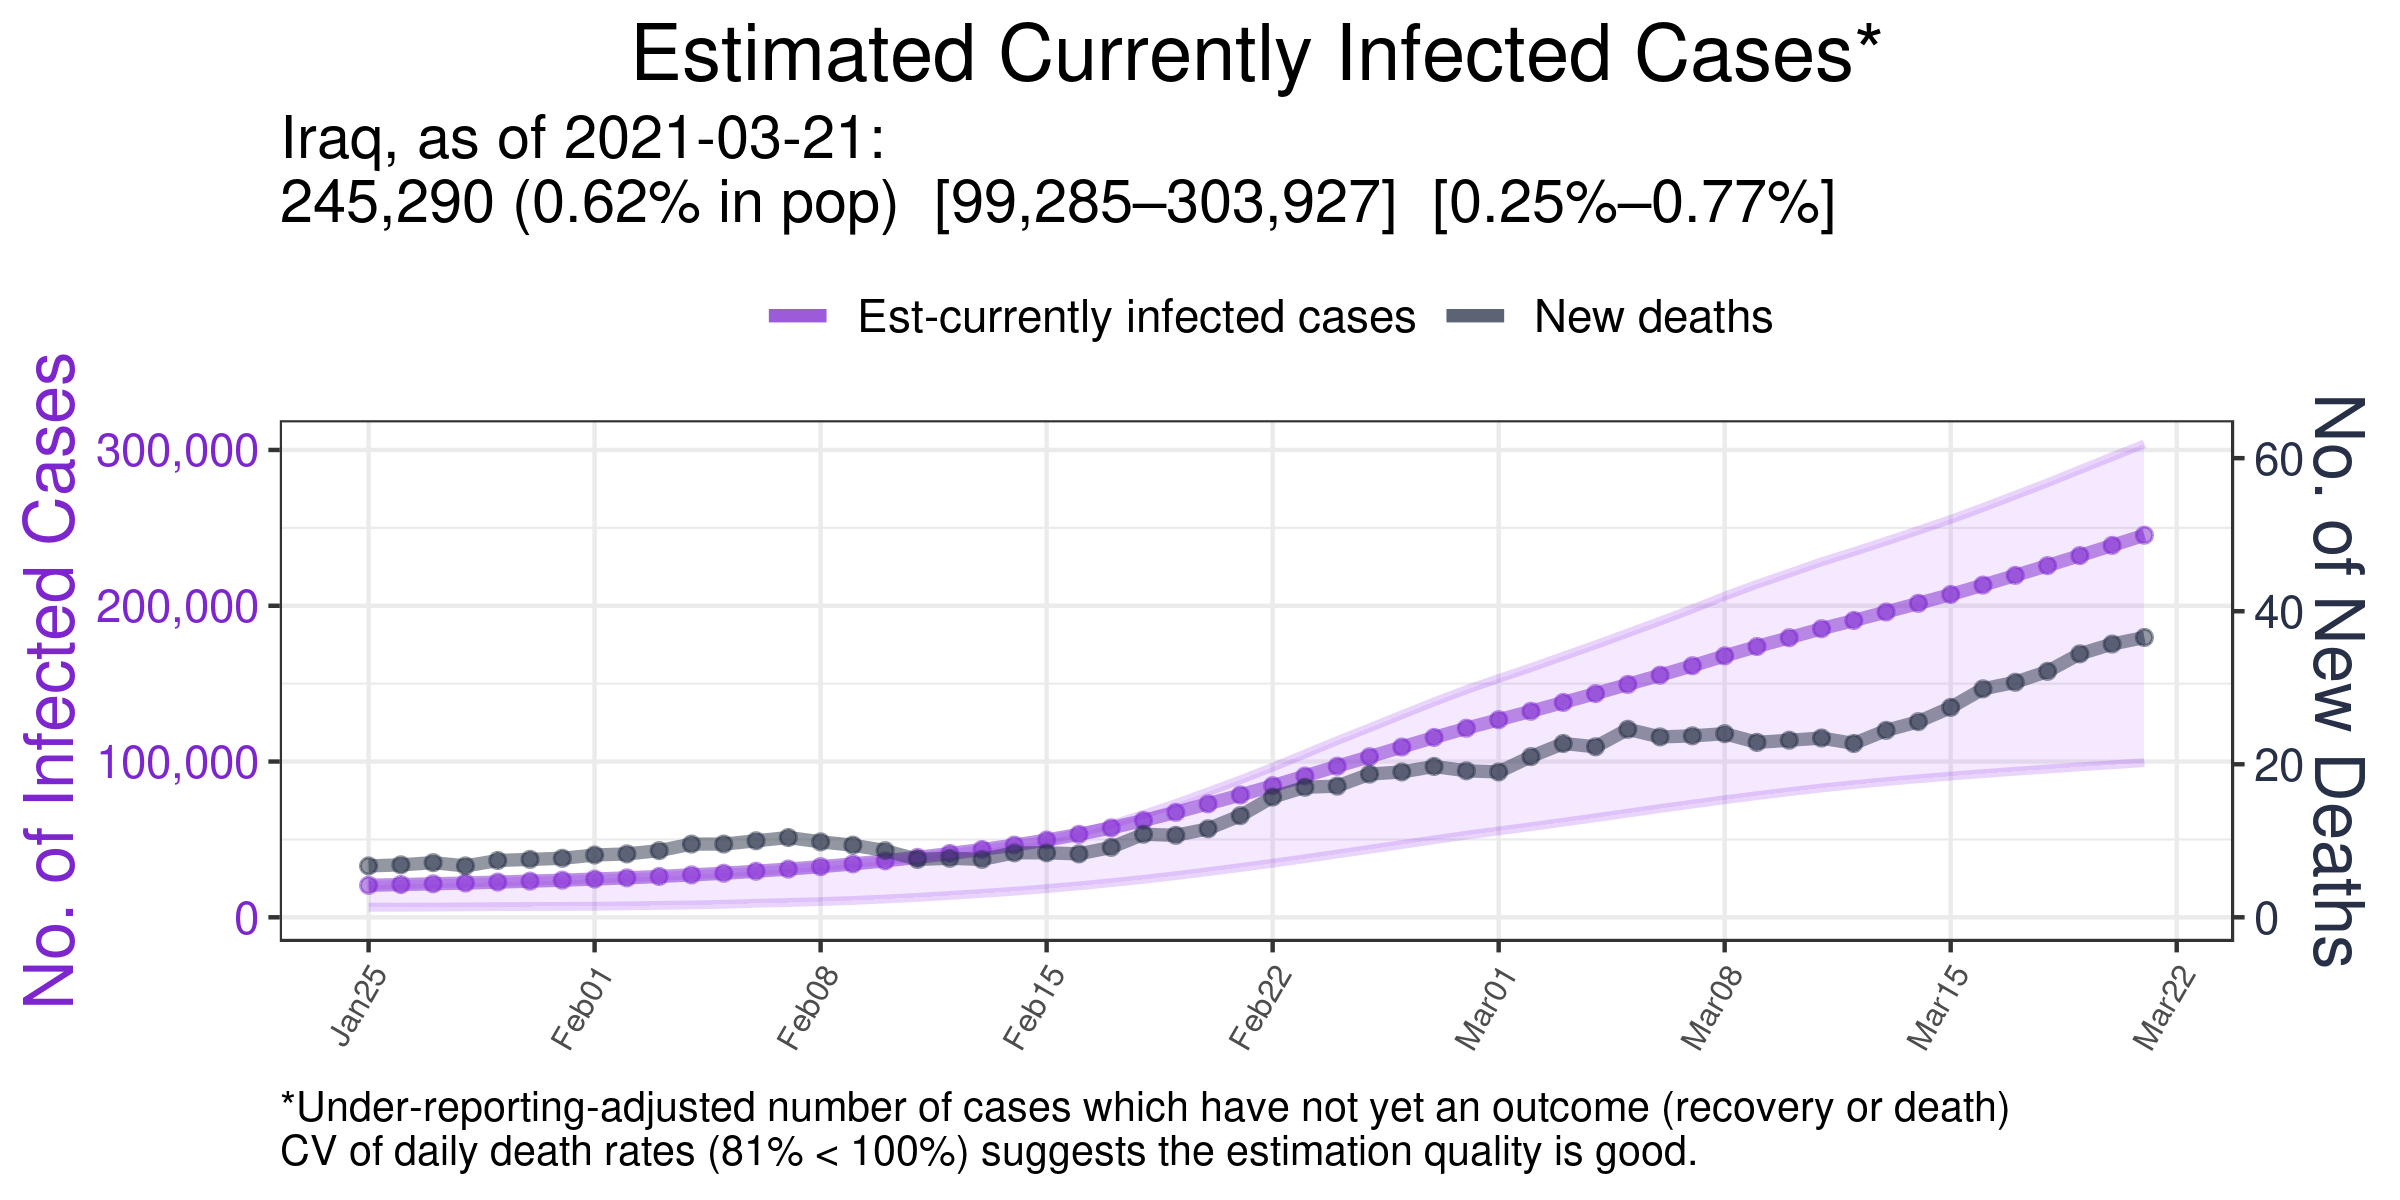 Estimated Currently Infected Cases*
Iraq, as of 2021-03-21:
245,290 (0.62% in pop)  [99,285–303,927]  [0.25%–0.77%]
Est-currently infected cases
New deaths
No. of Infected Cases
300,000
200,000
100,000
0
60
40
20
0
No. of New Deaths
Jan25
Feb01
Feb08
Feb15
Feb22
Mar01
Mar08
Mar15
Mar22
*Under-reporting-adjusted number of cases which have not yet an outcome (recovery or death)
CV of daily death rates (81% < 100%) suggests the estimation quality is good.